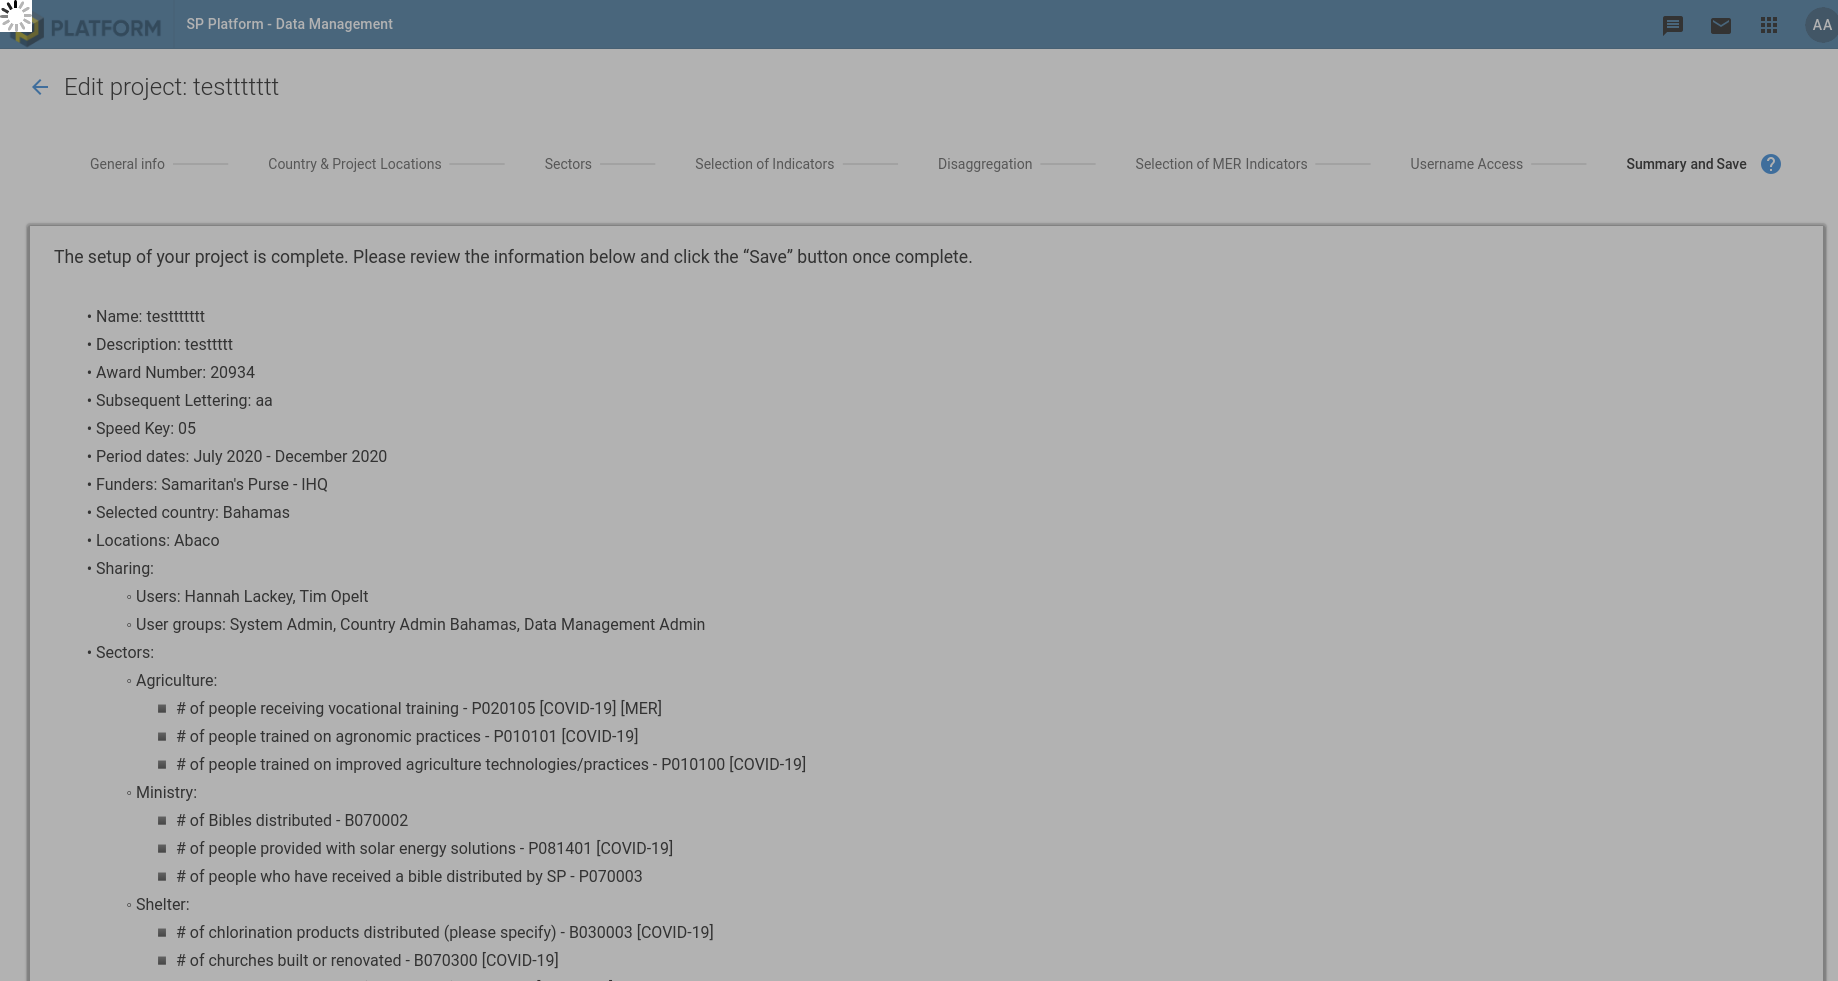 PLATFORM
SP Platform - Data Management
AA
Edit project: testtttttt
General info
Country & Project Locations
Sectors
Selection of Indicators
Disaggregation
Selection of MER Indicators
Username Access
Summary and Save
?
The setup of your project is complete. Please review the information below and click the “Save” button once complete.
• Name: testtttttt
• Description: testtttt
• Award Number: 20934
• Subsequent Lettering: aa
• Speed Key: 05
• Period dates: July 2020 - December 2020
• Funders: Samaritan's Purse - IHQ
• Selected country: Bahamas
• Locations: Abaco
• Sharing:
◦ Users: Hannah Lackey, Tim Opelt
◦ User groups: System Admin, Country Admin Bahamas, Data Management Admin
• Sectors:
◦ Agriculture:
▪ # of people receiving vocational training - P020105 [COVID-19] [MER]
▪ # of people trained on agronomic practices - P010101 [COVID-19]
▪ # of people trained on improved agriculture technologies/practices - P010100 [COVID-19]
◦ Ministry:
▪ # of Bibles distributed - B070002
▪ # of people provided with solar energy solutions - P081401 [COVID-19]
▪ # of people who have received a bible distributed by SP - P070003
◦ Shelter:
▪ # of chlorination products distributed (please specify) - B030003 [COVID-19]
▪ # of churches built or renovated - B070300 [COVID-19]